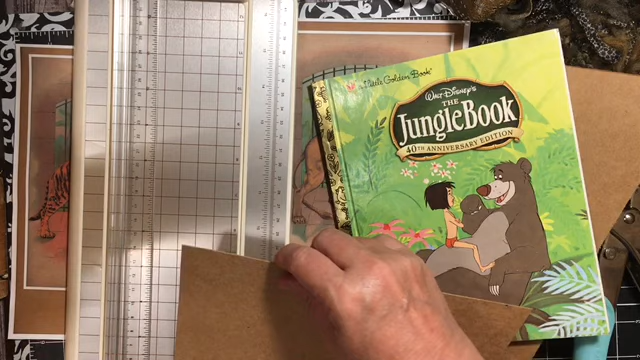 a Little Golden Book®
WALT DISNEY'S
THE
JungleBook
40TH ANNIVERSARY EDITION